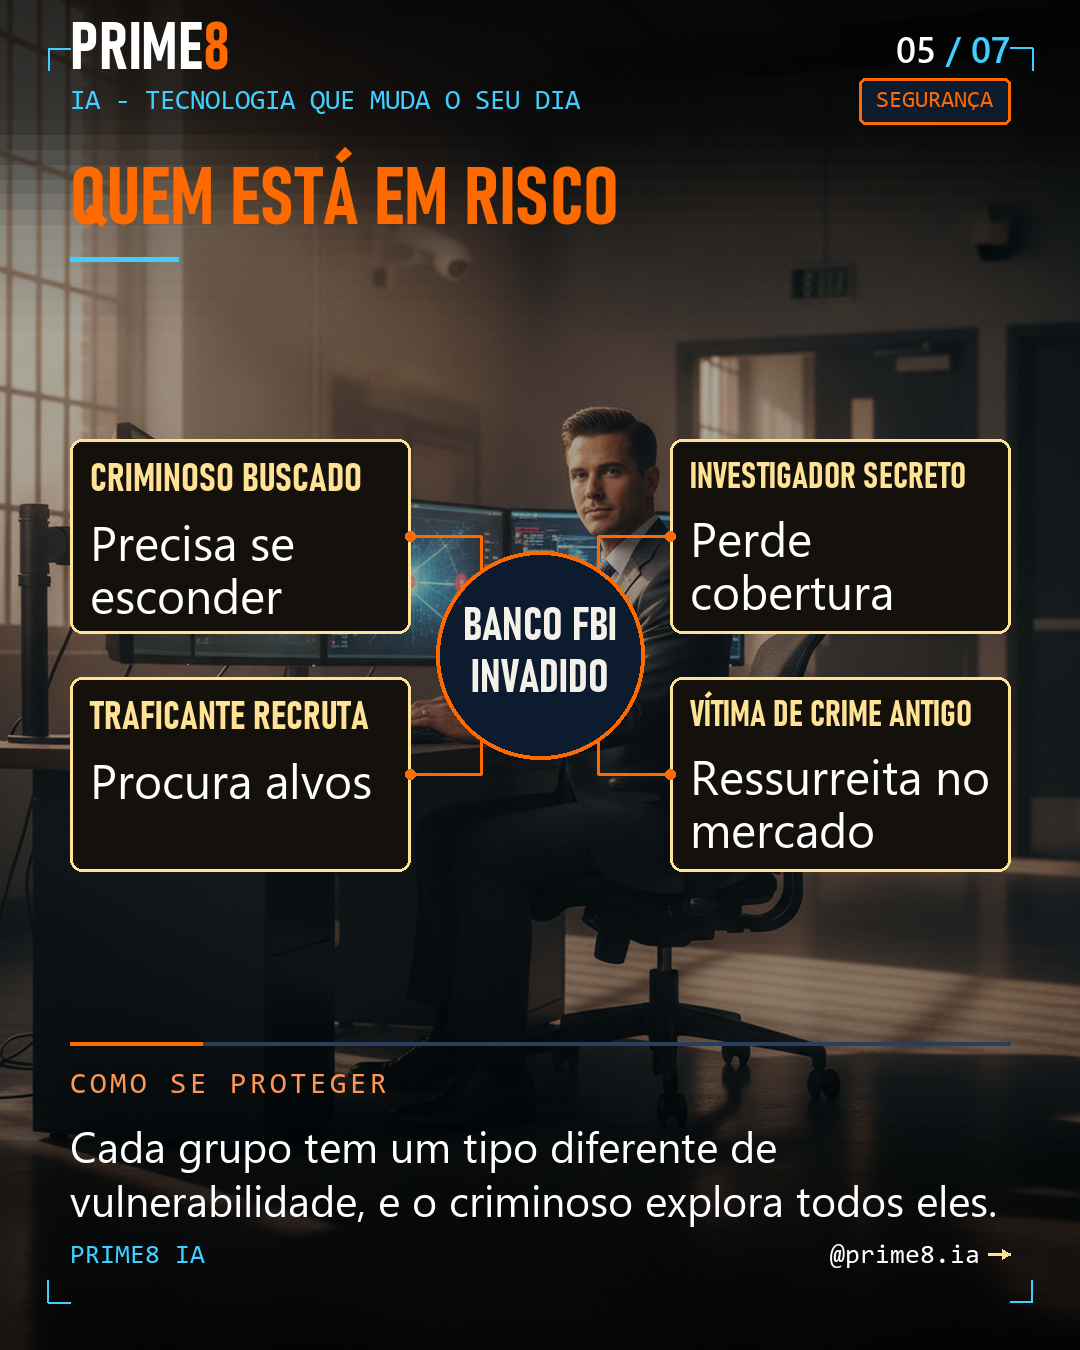 PRIME8
IA - TECNOLOGIA QUE MUDA O SEU DIA
05 / 07
SEGURANÇA
QUEM ESTÁ EM RISCO
CRIMINOSO BUSCADO
Precisa se
esconder
INVESTIGADOR SECRETO
Perde
cobertura
BANCO FBI
INVADIDO
TRAFICANTE RECRUTA
Procura alvos
VÍTIMA DE CRIME ANTIGO
Ressurreita no
mercado
COMO SE PROTEGER
Cada grupo tem um tipo diferente de
vulnerabilidade, e o criminoso explora todos eles.
PRIME8 IA
@prime8.ia